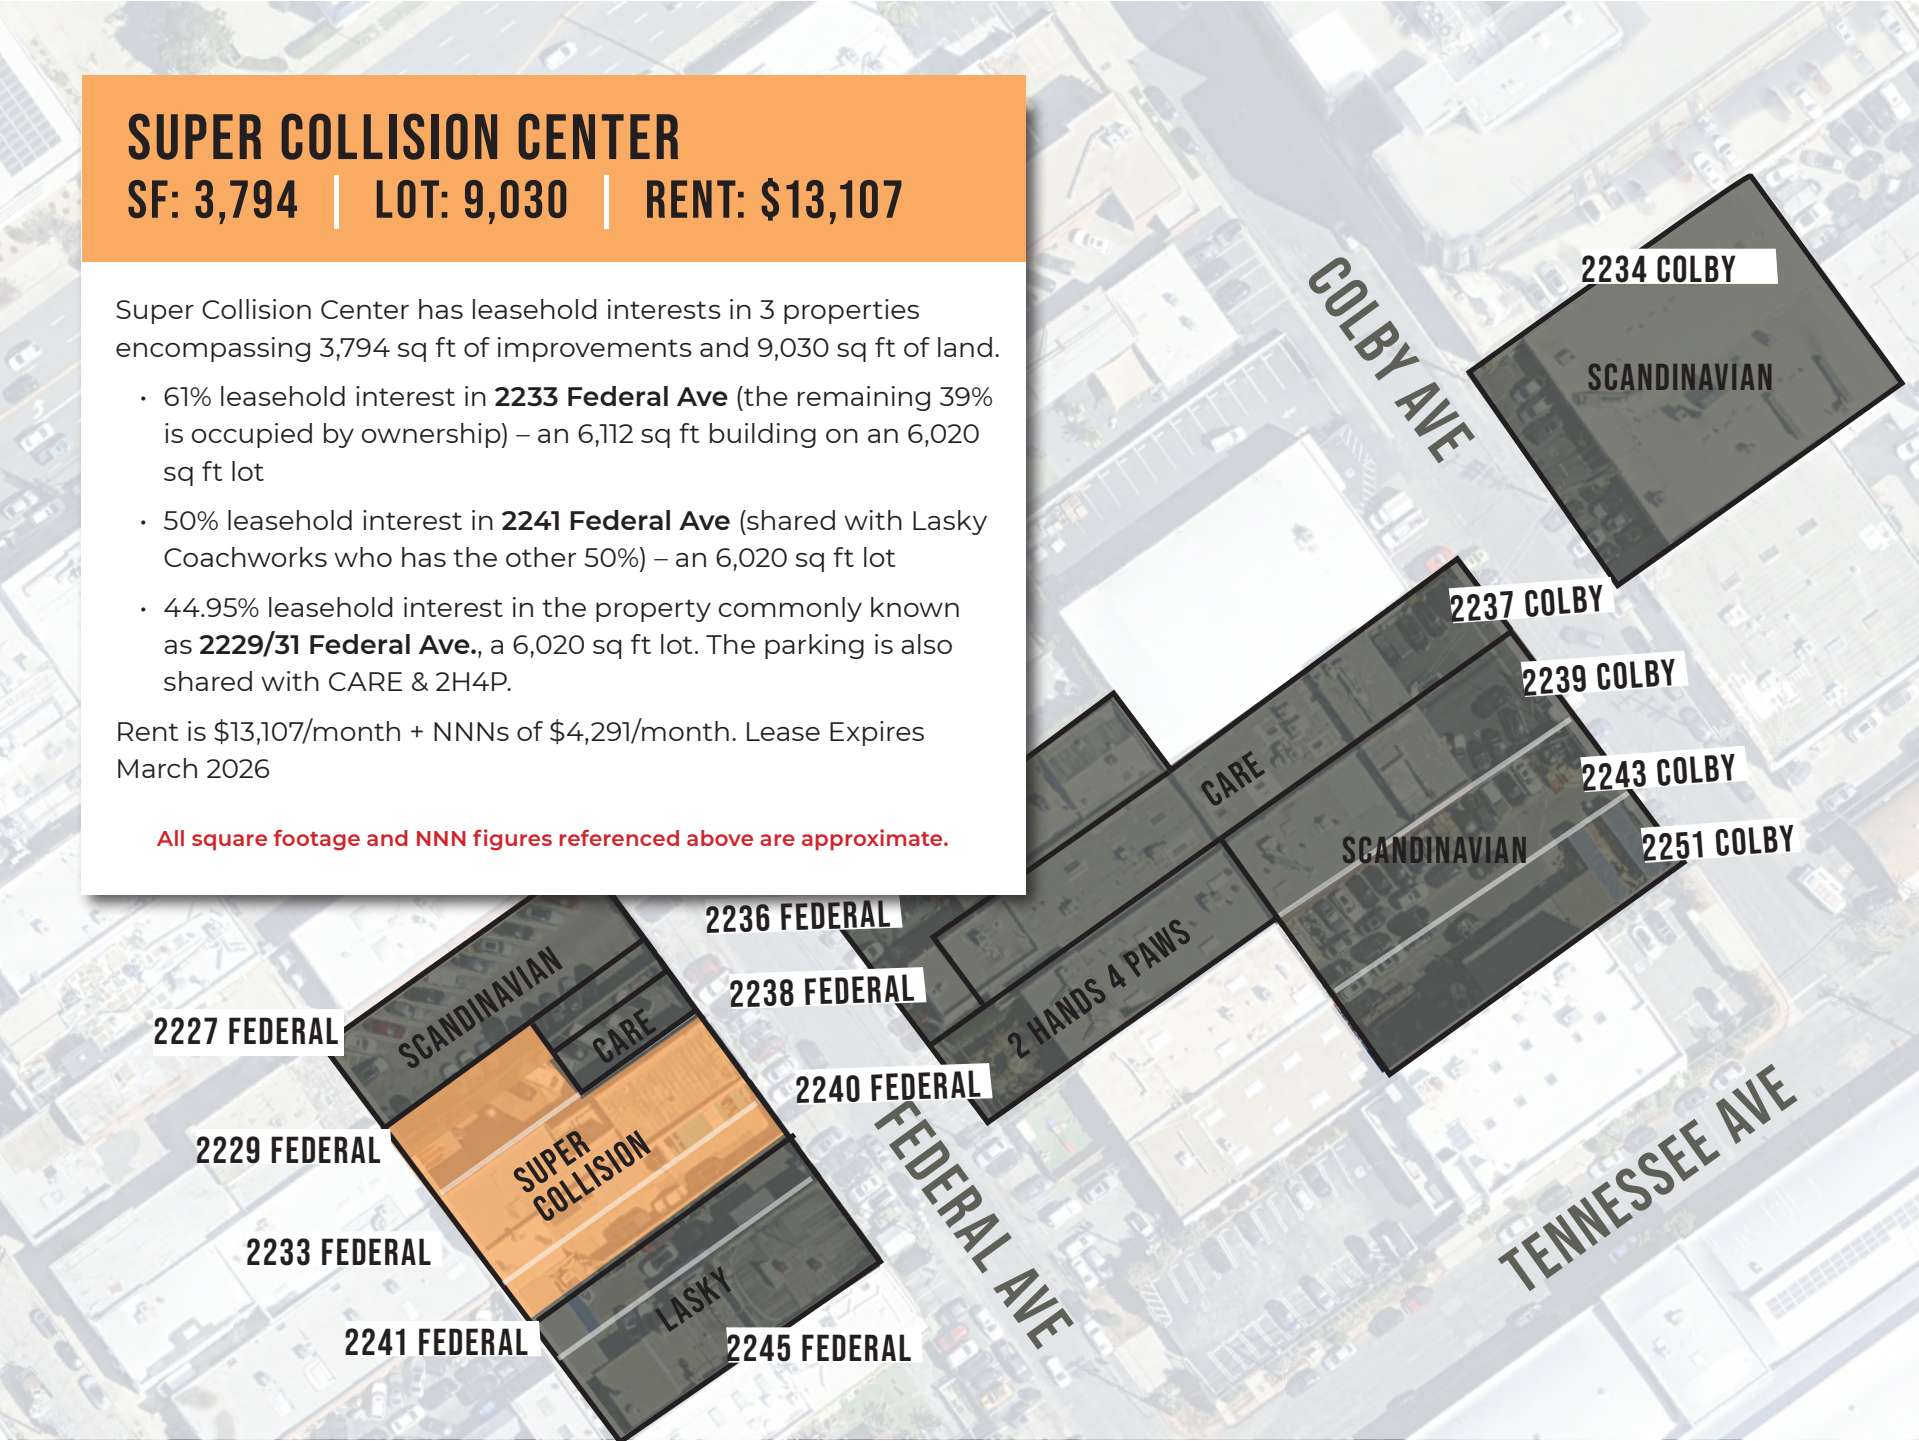 SUPER COLLISION CENTER
SF: 3,794 | LOT: 9,030 | RENT: $13,107
Super Collision Center has leasehold interests in 3 properties
encompassing 3,794 sq ft of improvements and 9,030 sq ft of land.
• 61% leasehold interest in 2233 Federal Ave (the remaining 39%
is occupied by ownership) – an 6,112 sq ft building on an 6,020
sq ft lot
• 50% leasehold interest in 2241 Federal Ave (shared with Lasky
Coachworks who has the other 50%) – an 6,020 sq ft lot
• 44.95% leasehold interest in the property commonly known
as 2229/31 Federal Ave., a 6,020 sq ft lot. The parking is also
shared with CARE & 2H4P.
Rent is $13,107/month + NNNs of $4,291/month. Lease Expires
March 2026
All square footage and NNN figures referenced above are approximate.
COLBY AVE
2234 COLBY
SCANDINAVIAN
2237 COLBY
2239 COLBY
CARE
2243 COLBY
SCANDINAVIAN
2251 COLBY
2236 FEDERAL
2238 FEDERAL
2 HANDS 4 PAWS
2240 FEDERAL
SCANDINAVIAN
2227 FEDERAL
CARE
2229 FEDERAL
SUPER
COLLISION
2233 FEDERAL
LASKY
2241 FEDERAL
2245 FEDERAL
FEDERAL AVE
TENNESSEE AVE